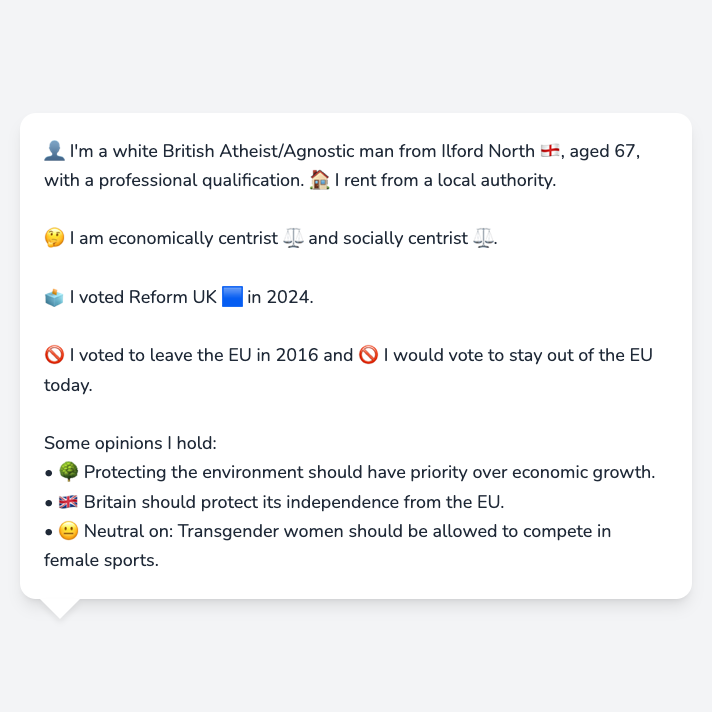 👤 I'm a white British Atheist/Agnostic man from Ilford North 🏴󠁧󠁢󠁥󠁮󠁧󠁿, aged 67,
with a professional qualification. 🏠 I rent from a local authority.
🤔 I am economically centrist ⚖️ and socially centrist ⚖️.
🗳️ I voted Reform UK 🟦 in 2024.
🚫 I voted to leave the EU in 2016 and 🚫 I would vote to stay out of the EU
today.
Some opinions I hold:
• 🌳 Protecting the environment should have priority over economic growth.
• 🇬🇧 Britain should protect its independence from the EU.
• 😐 Neutral on: Transgender women should be allowed to compete in
female sports.